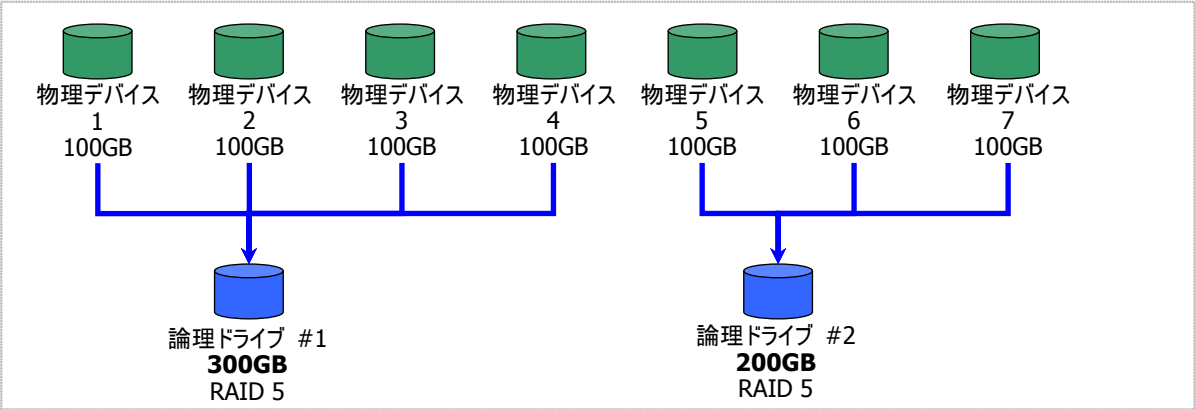 物理デバイス 物理デバイス 物理デバイス 物理デバイス 物理デバイス 物理デバイス 物理デバイス
1 2 3 4 5 6 7
100GB 100GB 100GB 100GB 100GB 100GB 100GB
論理ドライブ #1 論理ドライブ #2
300GB 200GB
RAID 5 RAID 5